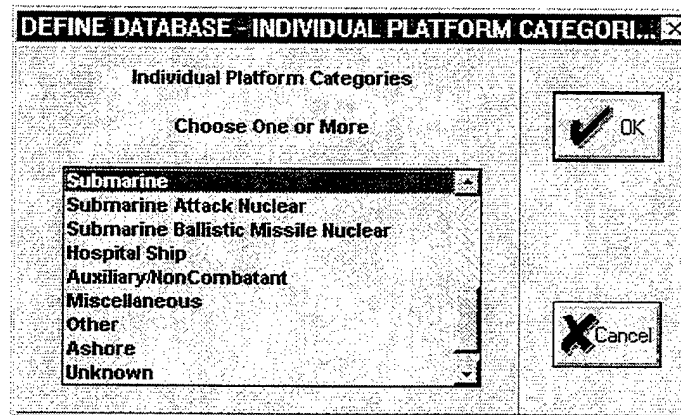 DEFINE DATABASE - INDIVIDUAL PLATFORM CATEGORI...
Individual Platform Categories
Choose One or More
OK
Submarine
Submarine Attack Nuclear
Submarine Ballistic Missile Nuclear
Hospital Ship
Auxiliary/NonCombatant
Miscellaneous
Other
Ashore
Unknown
Cancel